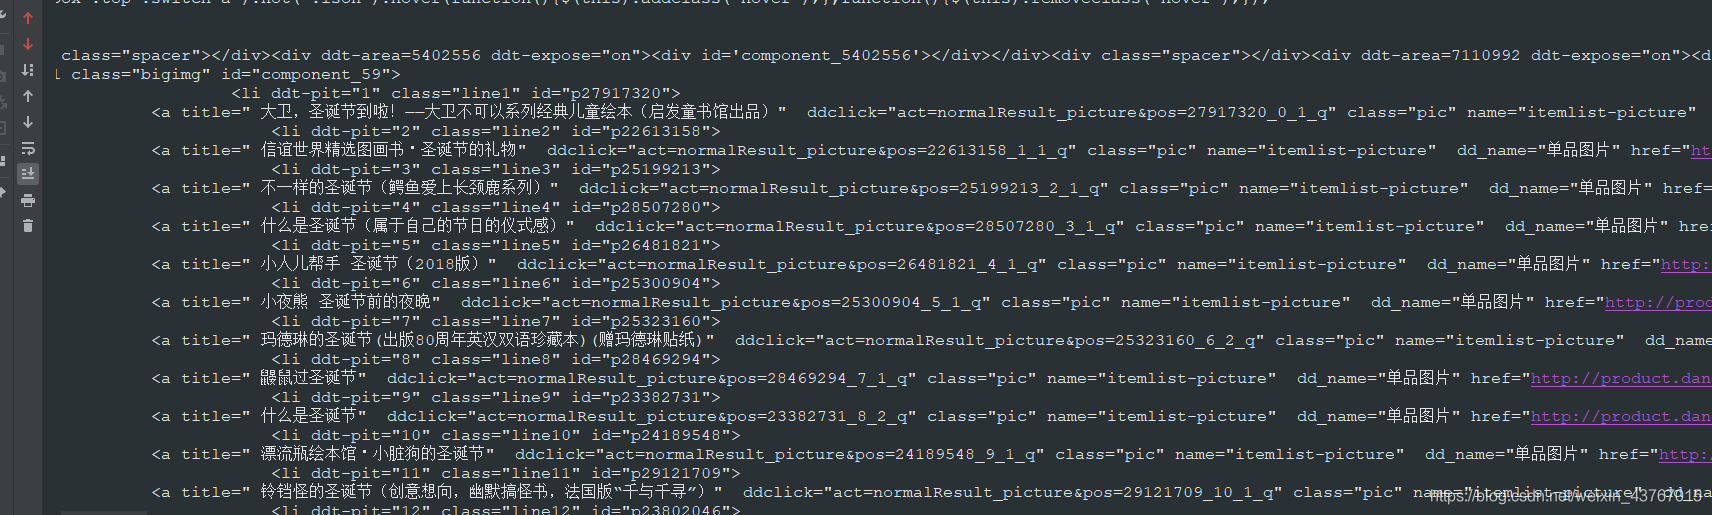 box .top .switch a').not(".ison").hover(function(){$(this).addClass("hover");},function(){$(this).removeClass("hover");});
class="spacer"></div><div ddt-area=5402556 ddt-expose="on"><div id='component_5402556'></div></div><div class="spacer"></div><div ddt-area=7110992 ddt-expose="on"><d
l class="bigimg" id="component_59">
<li ddt-pit="1" class="line1" id="p27917320">
<a title=" 大卫，圣诞节到啦！——大卫不可以系列经典儿童绘本（启发童书馆出品）"  ddclick="act=normalResult_picture&pos=27917320_0_1_q" class="pic" name="itemlist-picture"
<li ddt-pit="2" class="line2" id="p22613158">
<a title=" 信谊世界精选图画书·圣诞节的礼物"  ddclick="act=normalResult_picture&pos=22613158_1_1_q" class="pic" name="itemlist-picture"  dd_name="单品图片" href="ht
<li ddt-pit="3" class="line3" id="p25199213">
<a title=" 不一样的圣诞节（鳄鱼爱上长颈鹿系列）"  ddclick="act=normalResult_picture&pos=25199213_2_1_q" class="pic" name="itemlist-picture"  dd_name="单品图片" href=
<li ddt-pit="4" class="line4" id="p28507280">
<a title=" 什么是圣诞节（属于自己的节日的仪式感）"  ddclick="act=normalResult_picture&pos=28507280_3_1_q" class="pic" name="itemlist-picture"  dd_name="单品图片" hre
<li ddt-pit="5" class="line5" id="p26481821">
<a title=" 小人儿帮手 圣诞节（2018版）"  ddclick="act=normalResult_picture&pos=26481821_4_1_q" class="pic" name="itemlist-picture"  dd_name="单品图片" href="http:
<li ddt-pit="6" class="line6" id="p25300904">
<a title=" 小夜熊 圣诞节前的夜晚"  ddclick="act=normalResult_picture&pos=25300904_5_1_q" class="pic" name="itemlist-picture"  dd_name="单品图片" href="http://prod
<li ddt-pit="7" class="line7" id="p25323160">
<a title=" 玛德琳的圣诞节(出版80周年英汉双语珍藏本)(赠玛德琳贴纸)"  ddclick="act=normalResult_picture&pos=25323160_6_2_q" class="pic" name="itemlist-picture"  dd_name
<li ddt-pit="8" class="line8" id="p28469294">
<a title=" 鼹鼠过圣诞节"  ddclick="act=normalResult_picture&pos=28469294_7_1_q" class="pic" name="itemlist-picture"  dd_name="单品图片" href="http://product.dan
<li ddt-pit="9" class="line9" id="p23382731">
<a title=" 什么是圣诞节"  ddclick="act=normalResult_picture&pos=23382731_8_2_q" class="pic" name="itemlist-picture"  dd_name="单品图片" href="http://product.dan
<li ddt-pit="10" class="line10" id="p24189548">
<a title=" 漂流瓶绘本馆·小脏狗的圣诞节"  ddclick="act=normalResult_picture&pos=24189548_9_1_q" class="pic" name="itemlist-picture"  dd_name="单品图片" href="http:/
<li ddt-pit="11" class="line11" id="p29121709">
<a title=" 铃铛怪的圣诞节（创意想向，幽默搞怪书，法国版“千与千寻”）"  ddclick="act=normalResult_picture&pos=29121709_10_1_q" class="pic" name="itemlist-picture"  dd_na
<li ddt-pit="12" class="line12" id="p23802046">
https://blog.csdn.net/weixin_43767015